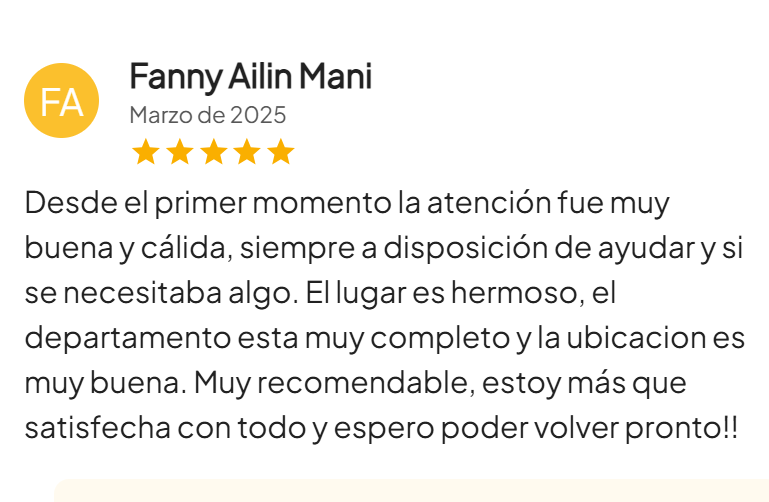 FA
Fanny Ailin Mani
Marzo de 2025
Desde el primer momento la atención fue muy
buena y cálida, siempre a disposición de ayudar y si
se necesitaba algo. El lugar es hermoso, el
departamento esta muy completo y la ubicacion es
muy buena. Muy recomendable, estoy más que
satisfecha con todo y espero poder volver pronto!!